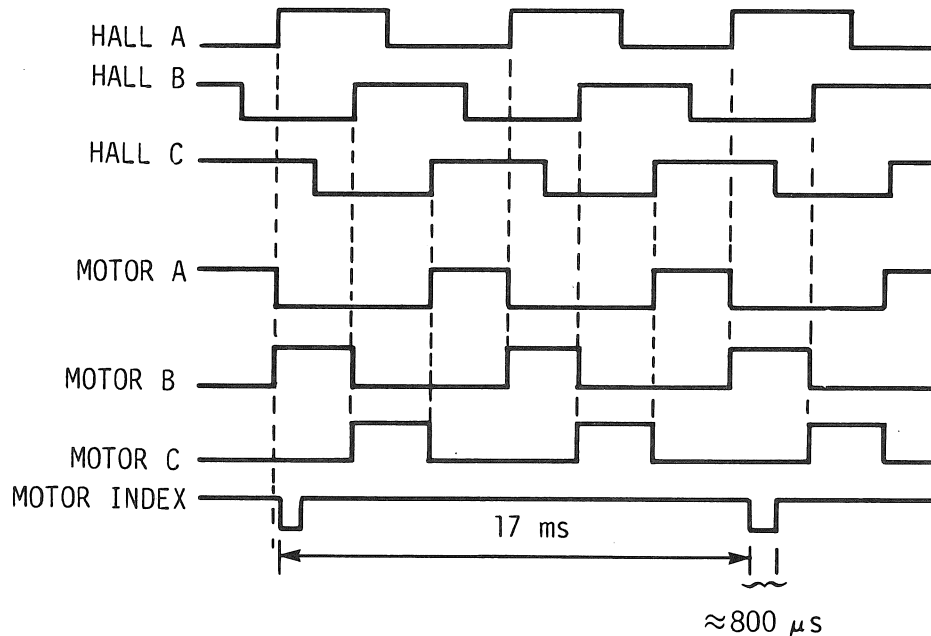 HALL A
HALL B
HALL C
MOTOR A
MOTOR B
MOTOR C
MOTOR INDEX
17 ms
≈800 μs